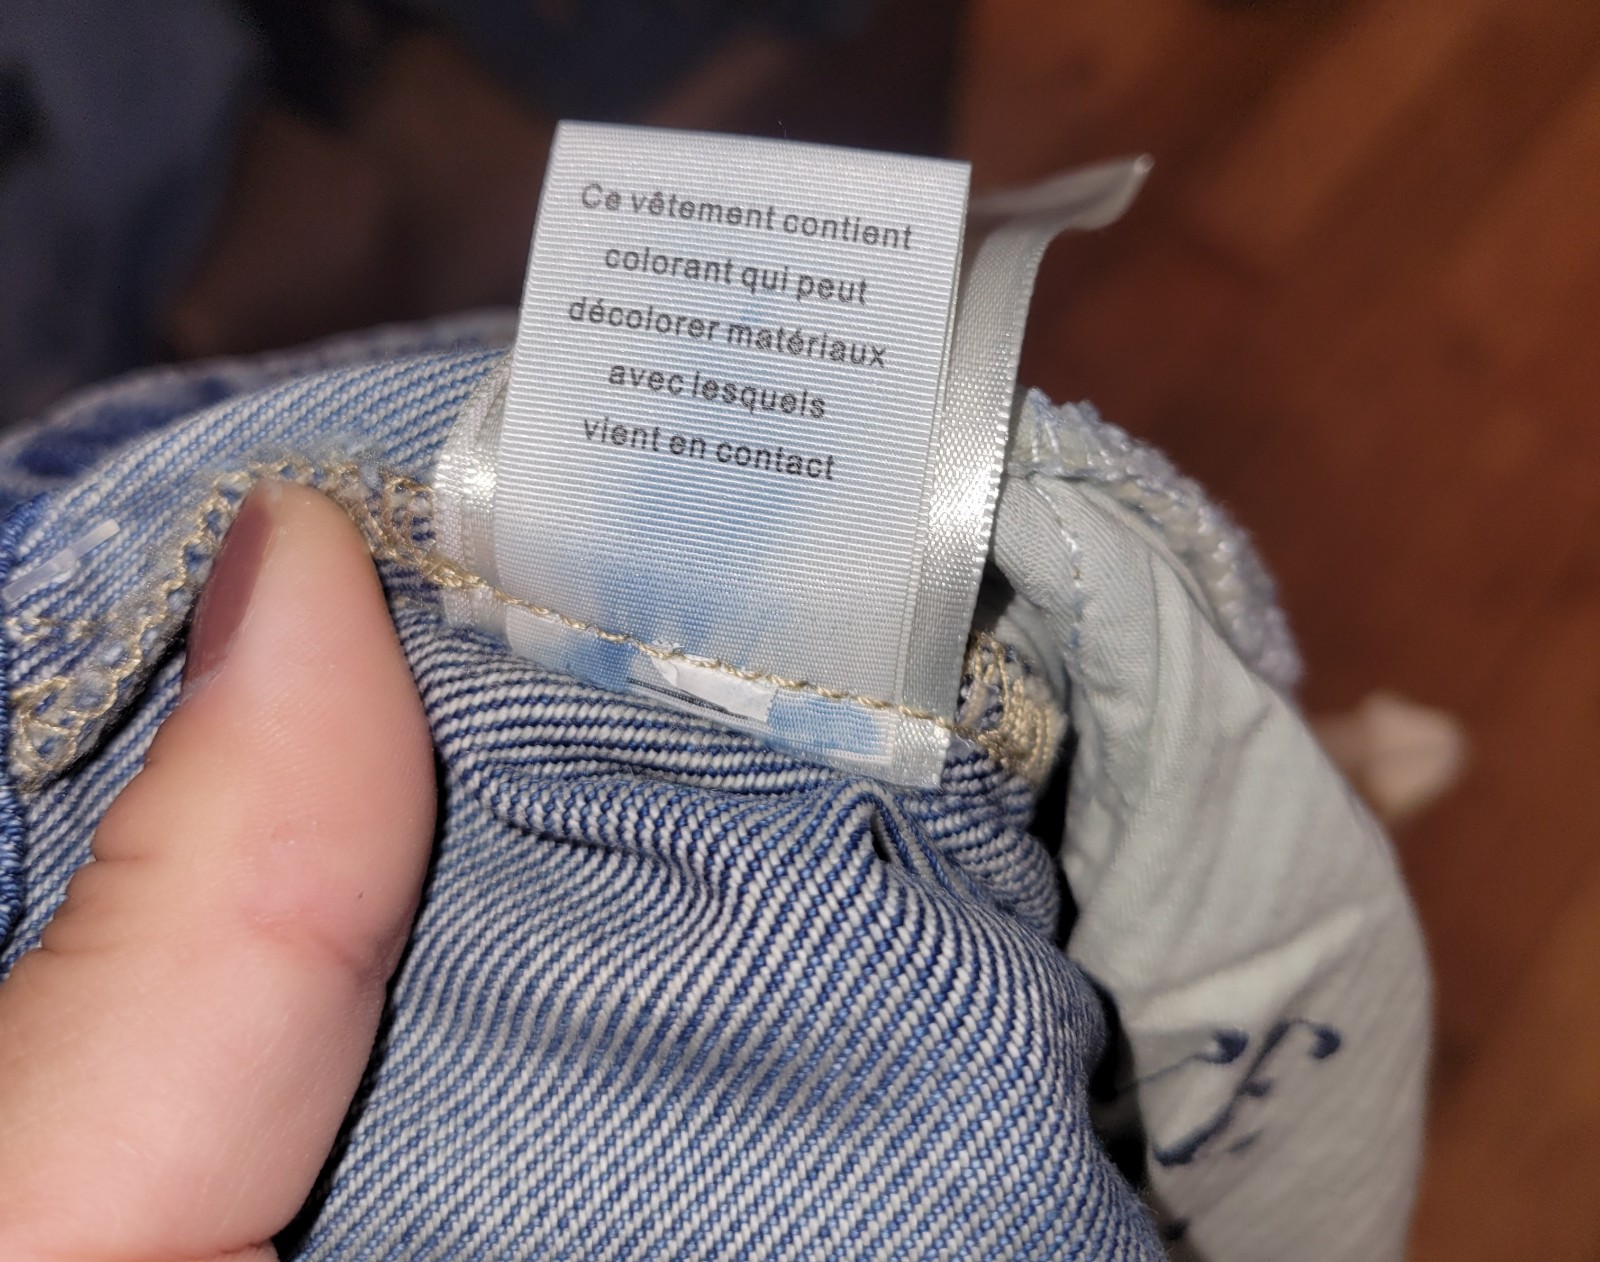 Ce vêtement contient
colorant qui peut
décolorer matériaux
avec lesquels
vient en contact